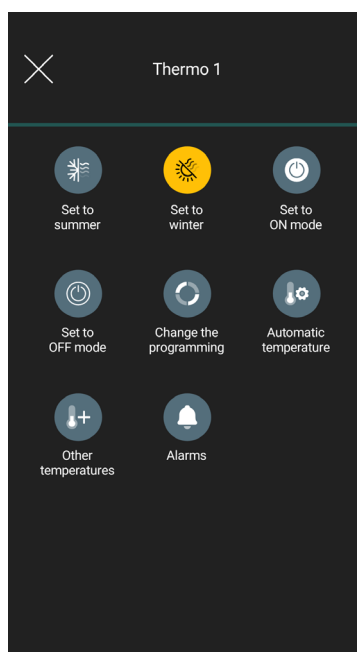 Thermo 1
Set to
summer
Set to
winter
Set to
ON mode
Set to
OFF mode
Change the
programming
Automatic
temperature
Other
temperatures
Alarms